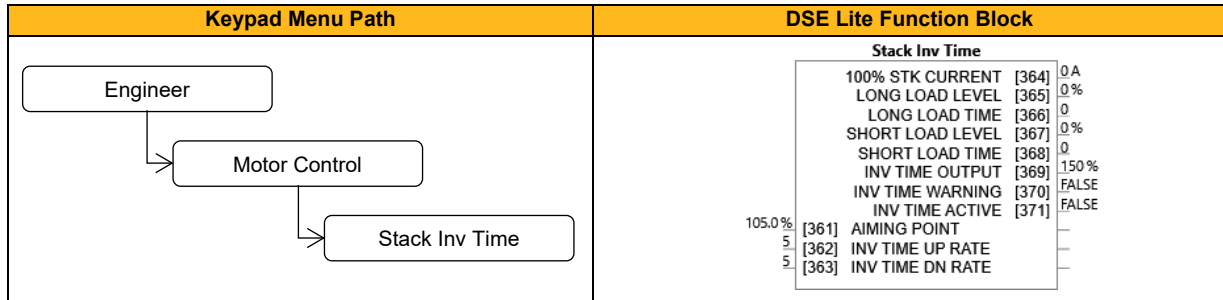 Keypad Menu Path
DSE Lite Function Block
Engineer
Motor Control
Stack Inv Time
Stack Inv Time
100% STK CURRENT [364] 0 A
LONG LOAD LEVEL [365] 0 %
LONG LOAD TIME [366] 0
SHORT LOAD LEVEL [367] 0 %
SHORT LOAD TIME [368] 0
INV TIME OUTPUT [369] 150 %
INV TIME WARNING [370] FALSE
INV TIME ACTIVE [371] FALSE
105.0 % [361] AIMING POINT
5 [362] INV TIME UP RATE
5 [363] INV TIME DN RATE